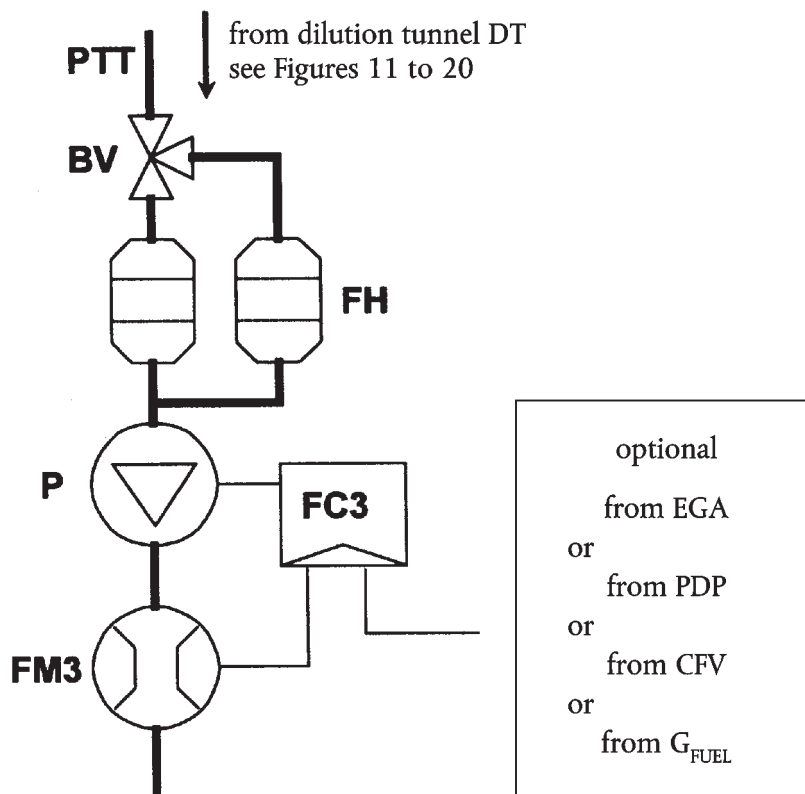 from dilution tunnel DT
see Figures 11 to 20
PTT
BV
FH
P
FC3
FM3
optional
from EGA
or
from PDP
or
from CFV
or
from G_FUEL